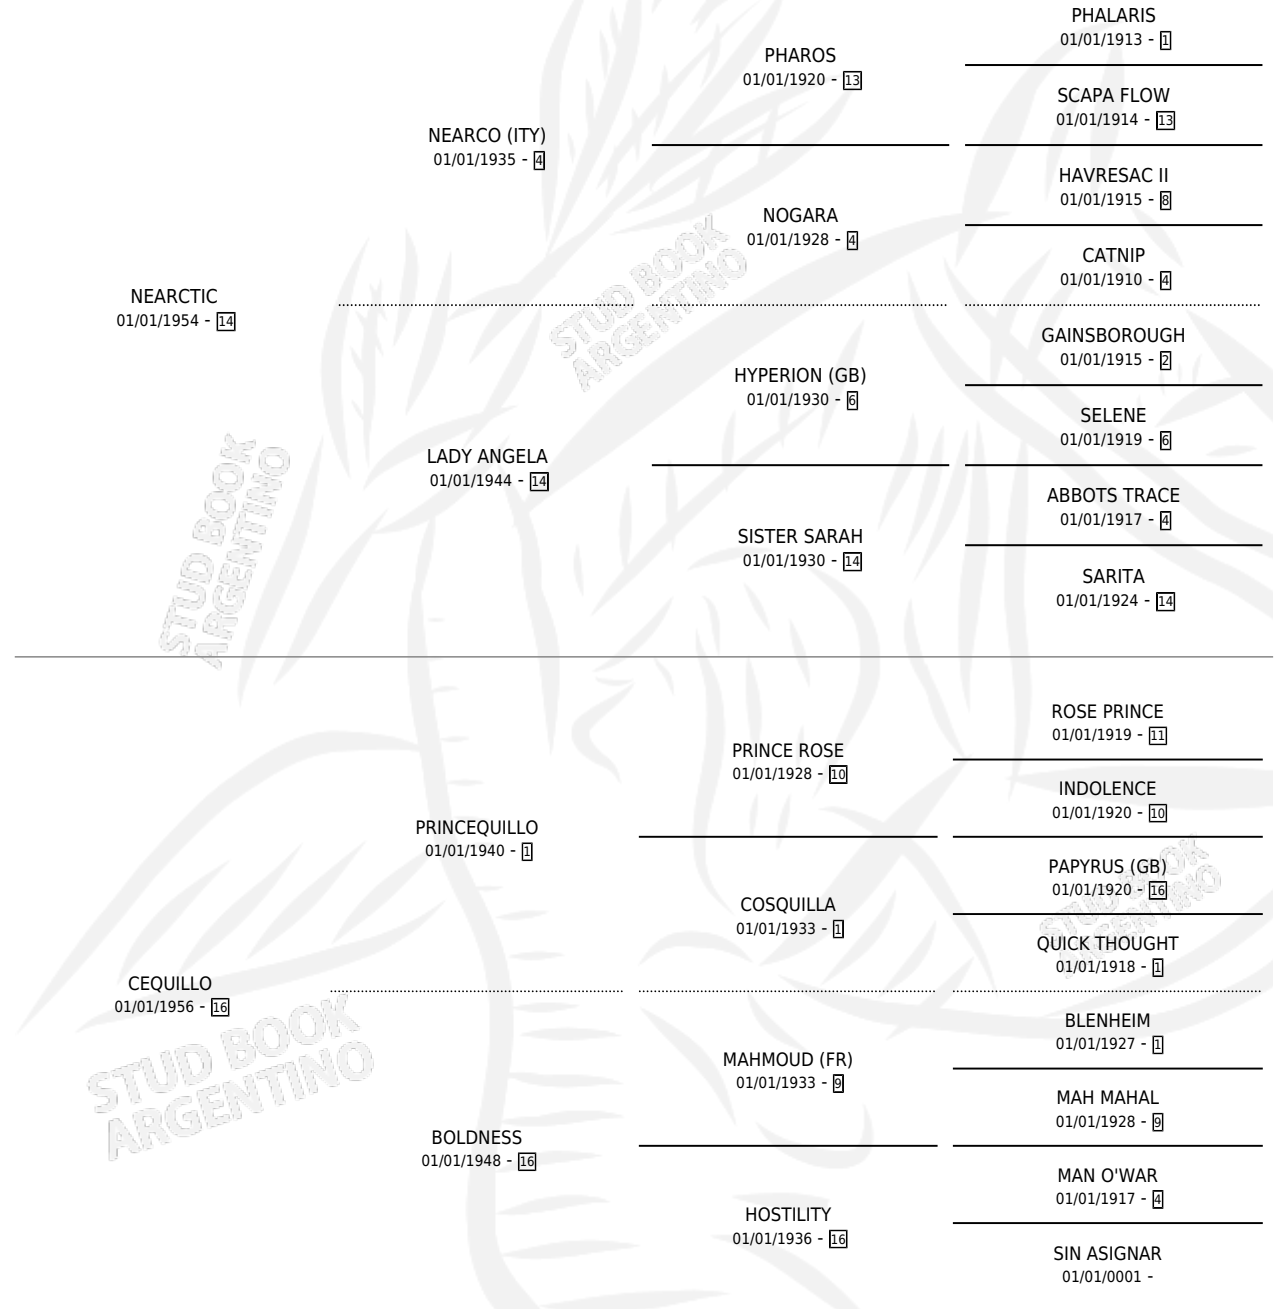 PHALARIS
01/01/1913 - 1
PHAROS
01/01/1920 - 13
SCAPA FLOW
01/01/1914 - 13
NEARCO (ITY)
01/01/1935 - 4
HAVRESAC II
01/01/1915 - 8
NOGARA
01/01/1928 - 4
CATNIP
01/01/1910 - 4
NEARCTIC
01/01/1954 - 14
STUD BOOK
ARGENTINO
GAINSBOROUGH
01/01/1915 - 2
HYPERION (GB)
01/01/1930 - 6
SELENE
01/01/1919 - 6
LADY ANGELA
01/01/1944 - 14
ABBOTS TRACE
01/01/1917 - 4
SISTER SARAH
01/01/1930 - 14
SARITA
01/01/1924 - 14
STUD BOOK
ARGENTINO
ROSE PRINCE
01/01/1919 - 11
PRINCE ROSE
01/01/1928 - 10
INDOLENCE
01/01/1920 - 10
PRINCEQUILLO
01/01/1940 - 1
PAPYRUS (GB)
01/01/1920 - 16
COSQUILLA
01/01/1933 - 1
QUICK THOUGHT
01/01/1918 - 1
STUD BOOK
ARGENTINO
CEQUILLO
01/01/1956 - 16
BLENHEIM
01/01/1927 - 1
MAHMOUD (FR)
01/01/1933 - 9
MAH MAHAL
01/01/1928 - 9
STUD BOOK
ARGENTINO
BOLDNESS
01/01/1948 - 16
MAN O'WAR
01/01/1917 - 4
HOSTILITY
01/01/1936 - 16
SIN ASIGNAR
01/01/0001 -